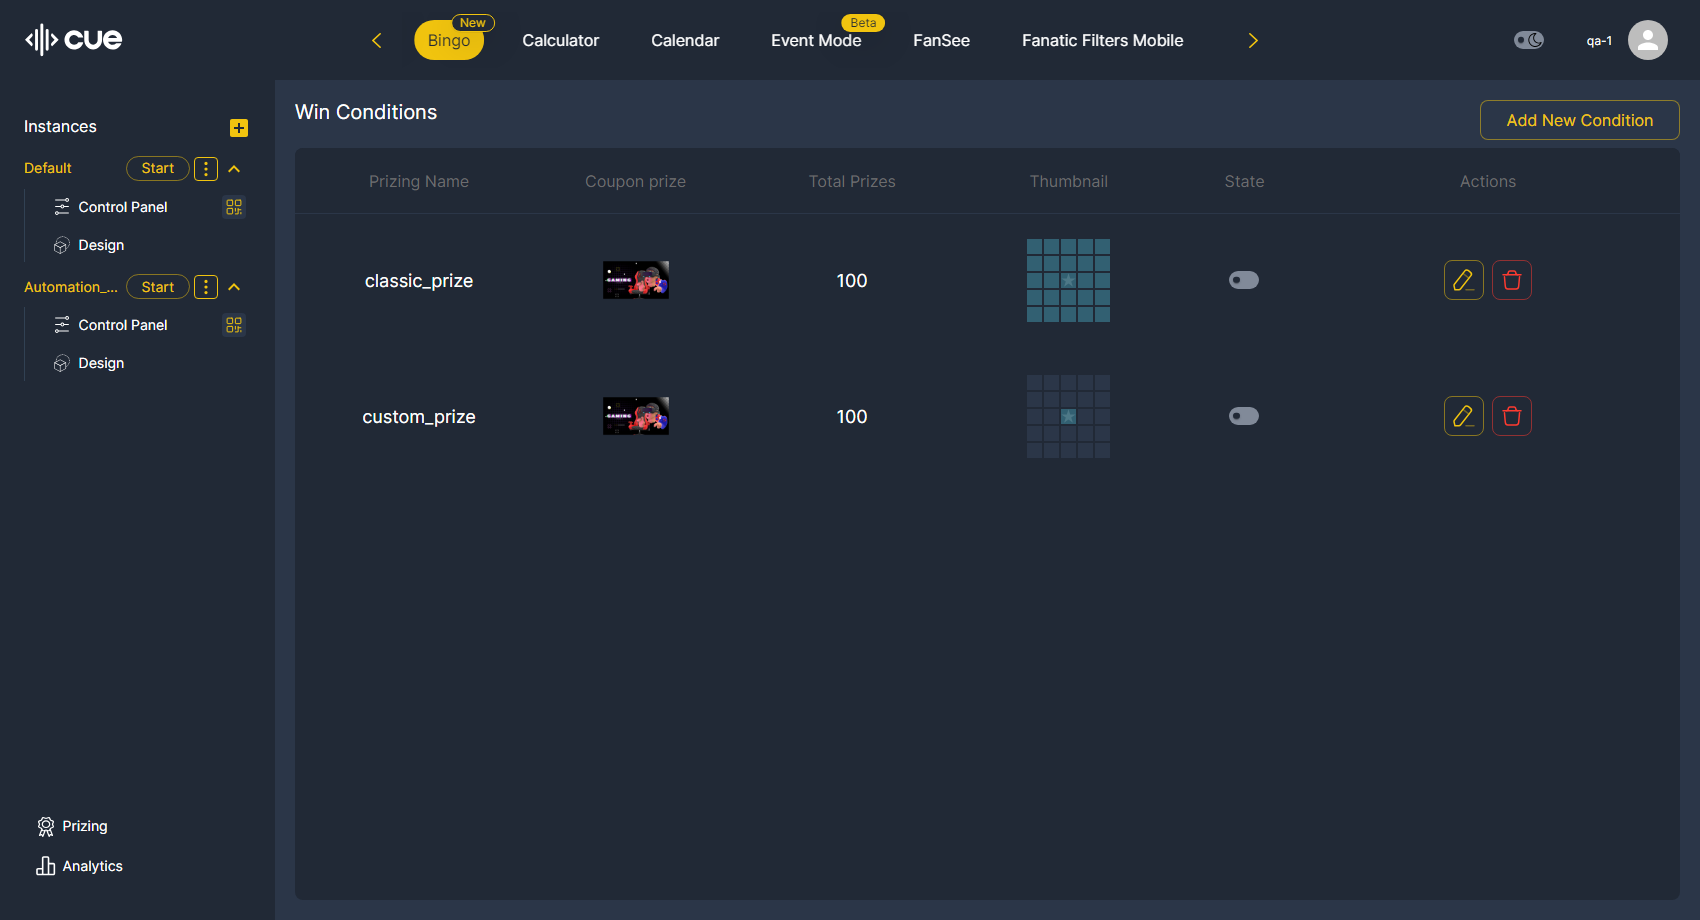 cue
Bingo
New
Calculator
Calendar
Event Mode
Beta
FanSee
Fanatic Filters Mobile
qa-1
Instances
Default
Start
Control Panel
Design
Automation_...
Start
Control Panel
Design
Prizing
Analytics
Win Conditions
Add New Condition
Prizing Name Coupon prize Total Prizes Thumbnail State Actions
classic_prize GAMING 100
custom_prize GAMING 100